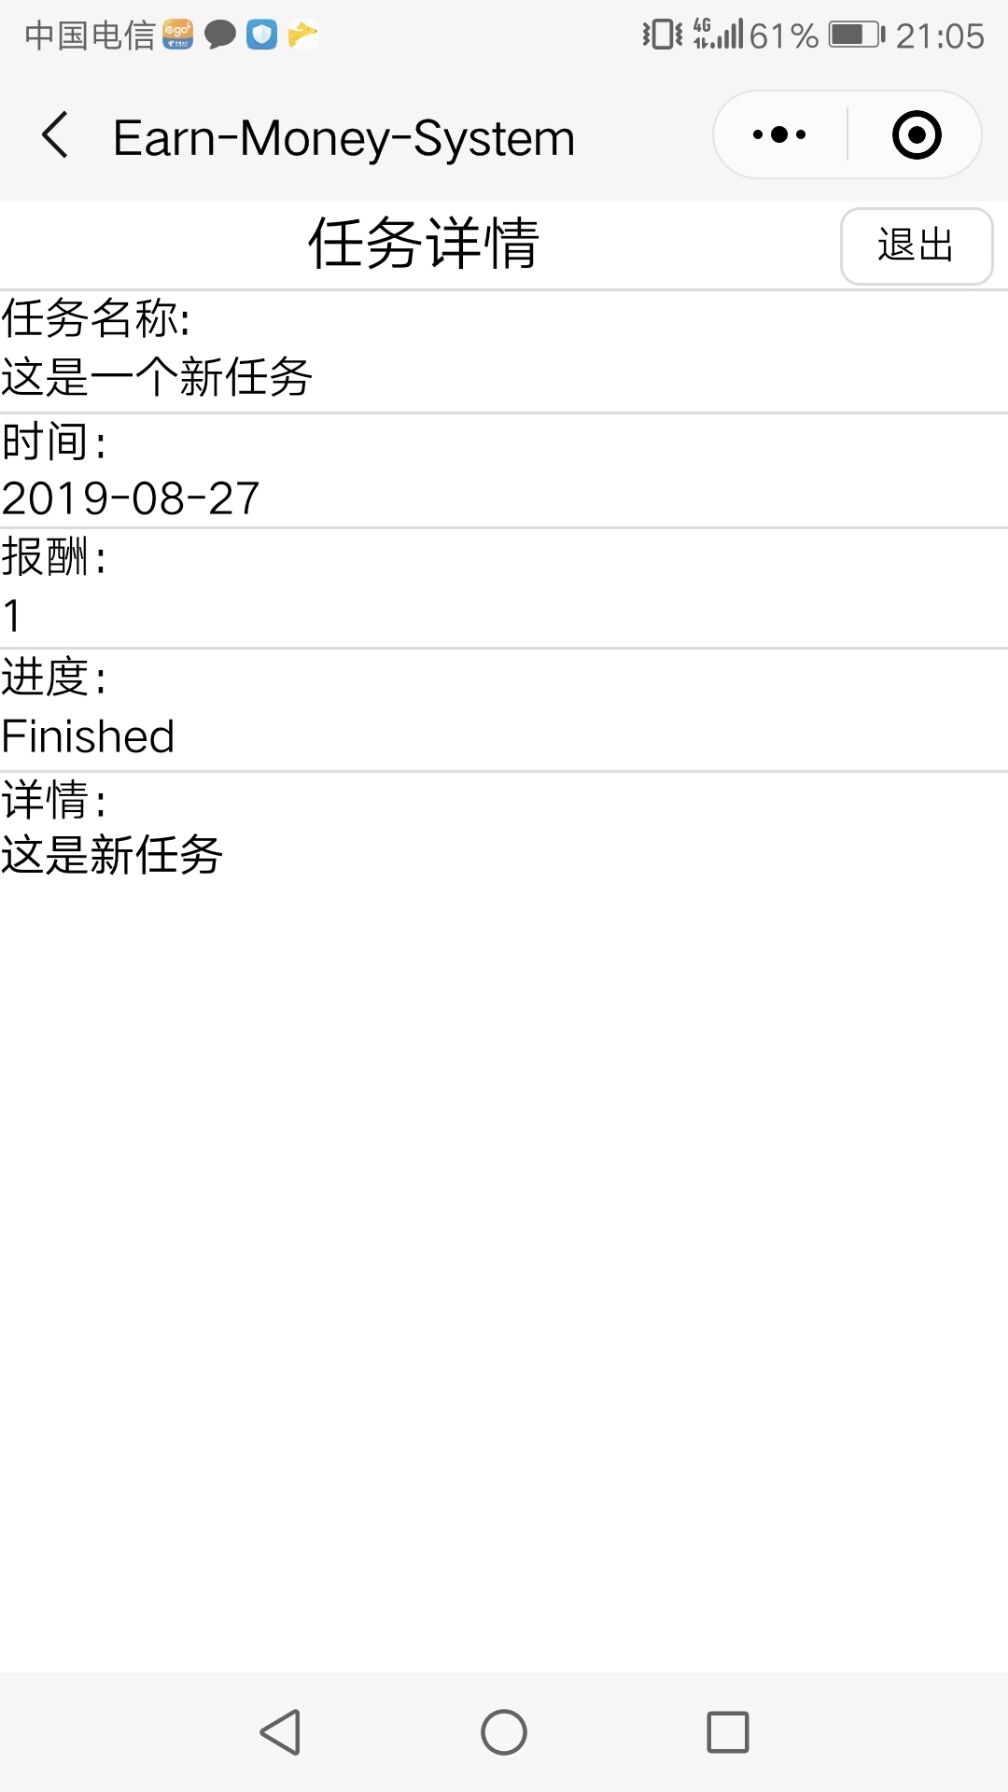 中国电信 4G 61% 21:05
Earn-Money-System
任务详情 退出
任务名称:
这是一个新任务
时间:
2019-08-27
报酬:
1
进度:
Finished
详情:
这是新任务